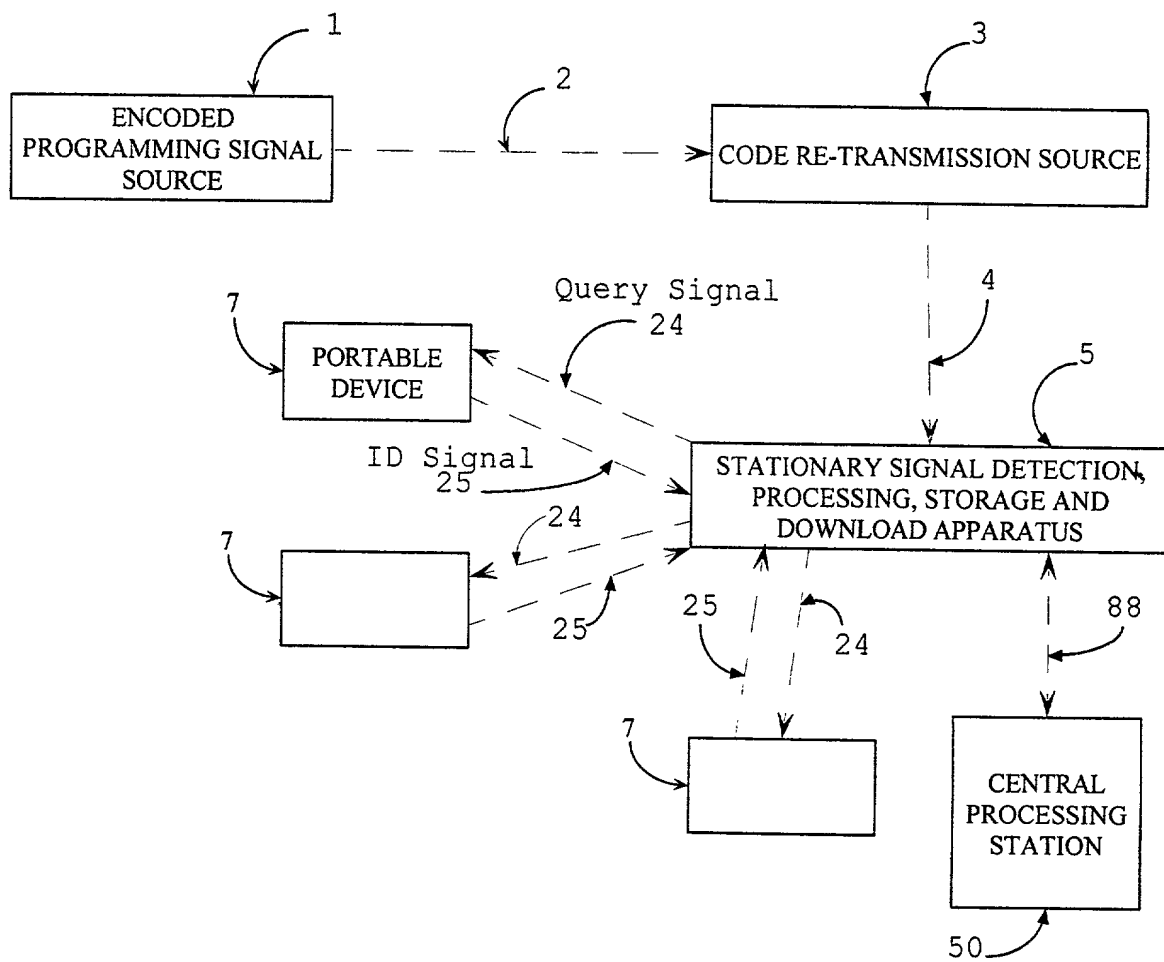 1
2
3
ENCODED
PROGRAMMING SIGNAL
SOURCE
CODE RE-TRANSMISSION SOURCE
4
Query Signal
24
7
PORTABLE
DEVICE
5
ID Signal
25
STATIONARY SIGNAL DETECTION,
PROCESSING, STORAGE AND
DOWNLOAD APPARATUS
24
7
25
25
24
88
7
CENTRAL
PROCESSING
STATION
50